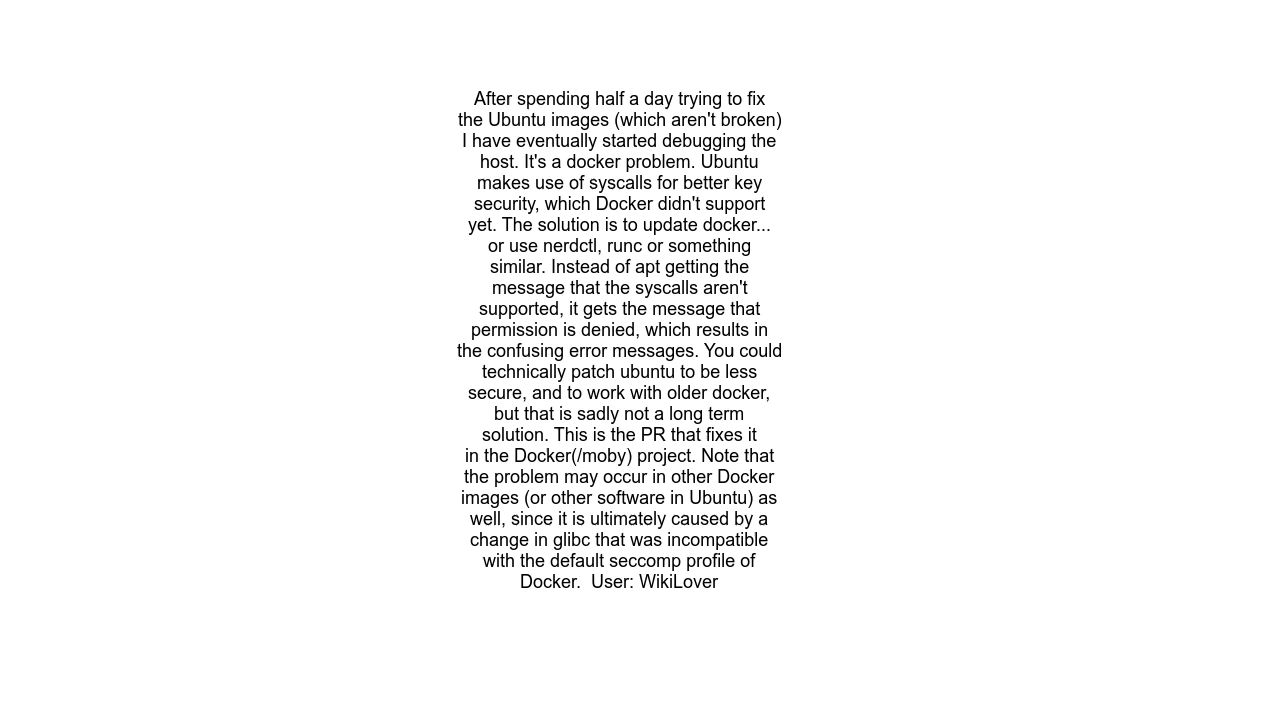 After spending half a day trying to fix
the Ubuntu images (which aren't broken)
I have eventually started debugging the
host. It's a docker problem. Ubuntu
makes use of syscalls for better key
security, which Docker didn't support
yet. The solution is to update docker...
or use nerdctl, runc or something
similar. Instead of apt getting the
message that the syscalls aren't
supported, it gets the message that
permission is denied, which results in
the confusing error messages. You could
technically patch ubuntu to be less
secure, and to work with older docker,
but that is sadly not a long term
solution. This is the PR that fixes it
in the Docker(/moby) project. Note that
the problem may occur in other Docker
images (or other software in Ubuntu) as
well, since it is ultimately caused by a
change in glibc that was incompatible
with the default seccomp profile of
Docker.  User: WikiLover